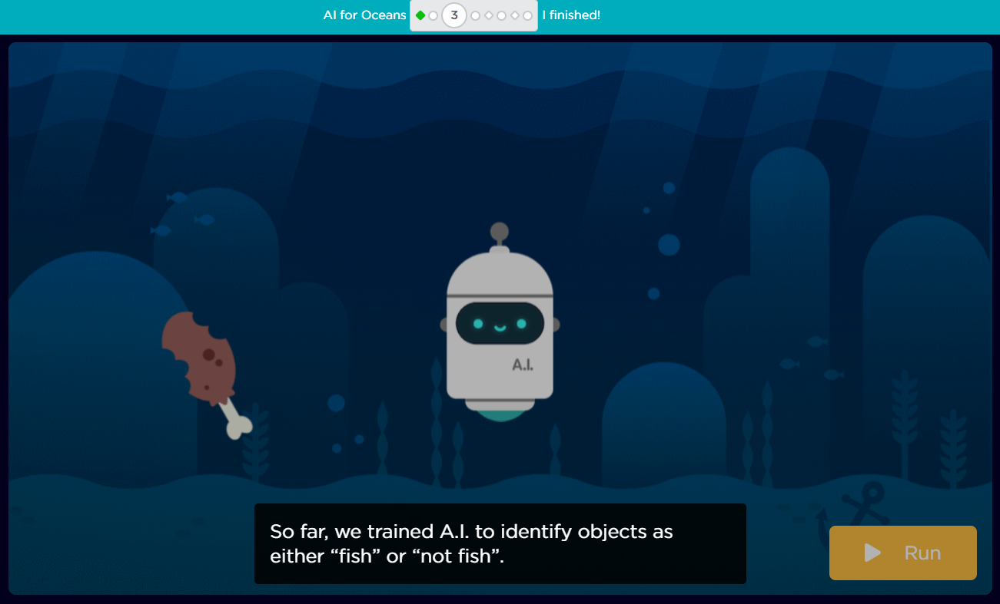 AI for Oceans 3 I finished!
A.I.
So far, we trained A.I. to identify objects as
either “fish” or “not fish”.
Run